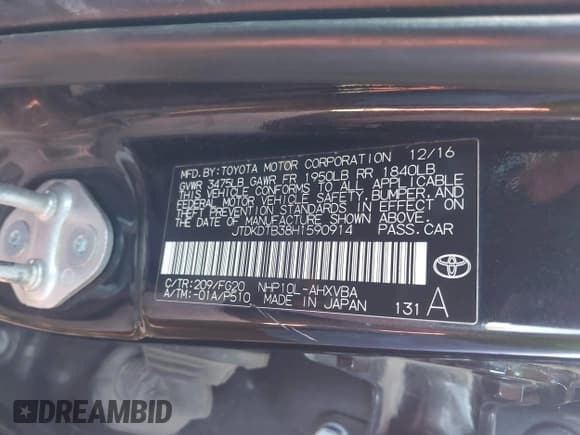 MFD.BY:TOYOTA MOTOR CORPORATION 12/16
GVWR 3475LB GAWR FR 1950LB RR 1840LB
THIS VEHICLE CONFORMS TO ALL APPLICABLE
FEDERAL MOTOR VEHICLE SAFETY, BUMPER, AND
THEFT PREVENTION STANDARDS IN EFFECT ON
THE DATE OF MANUFACTURE SHOWN ABOVE.
JTDKDTB38H1590914 PASS.CAR
C/TR:209/FG20 NHP10L-AHXVBA
A/TM:-01A/P510 MADE IN JAPAN 131 A
DREAMBID